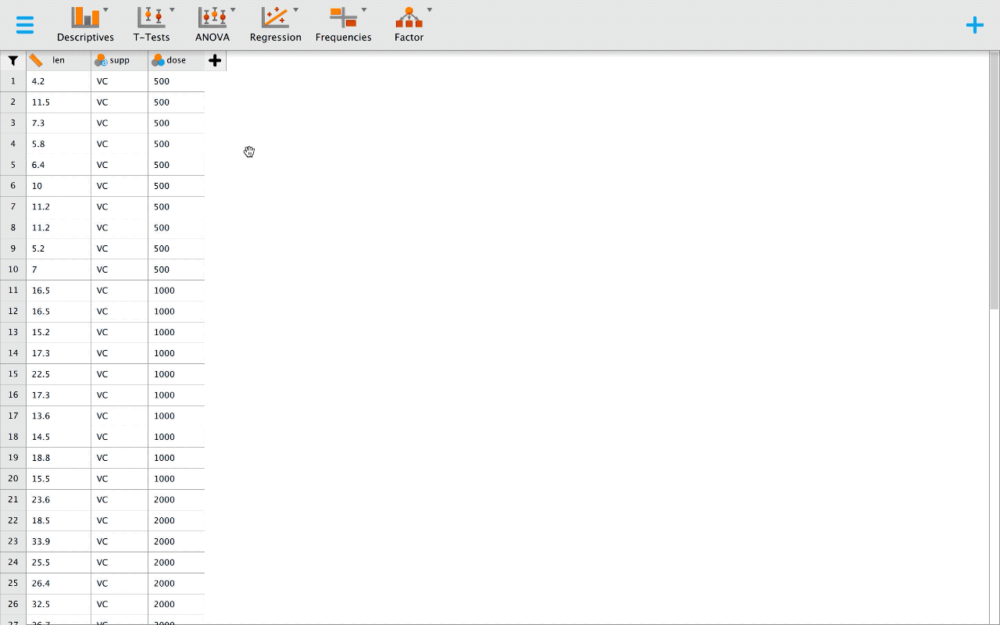 Descriptives T-Tests ANOVA Regression Frequencies Factor
len supp dose
1 4.2 VC 500
2 11.5 VC 500
3 7.3 VC 500
4 5.8 VC 500
5 6.4 VC 500
6 10 VC 500
7 11.2 VC 500
8 11.2 VC 500
9 5.2 VC 500
10 7 VC 500
11 16.5 VC 1000
12 16.5 VC 1000
13 15.2 VC 1000
14 17.3 VC 1000
15 22.5 VC 1000
16 17.3 VC 1000
17 13.6 VC 1000
18 14.5 VC 1000
19 18.8 VC 1000
20 15.5 VC 1000
21 23.6 VC 2000
22 18.5 VC 2000
23 33.9 VC 2000
24 25.5 VC 2000
25 26.4 VC 2000
26 32.5 VC 2000
27 26.7 VC 2000